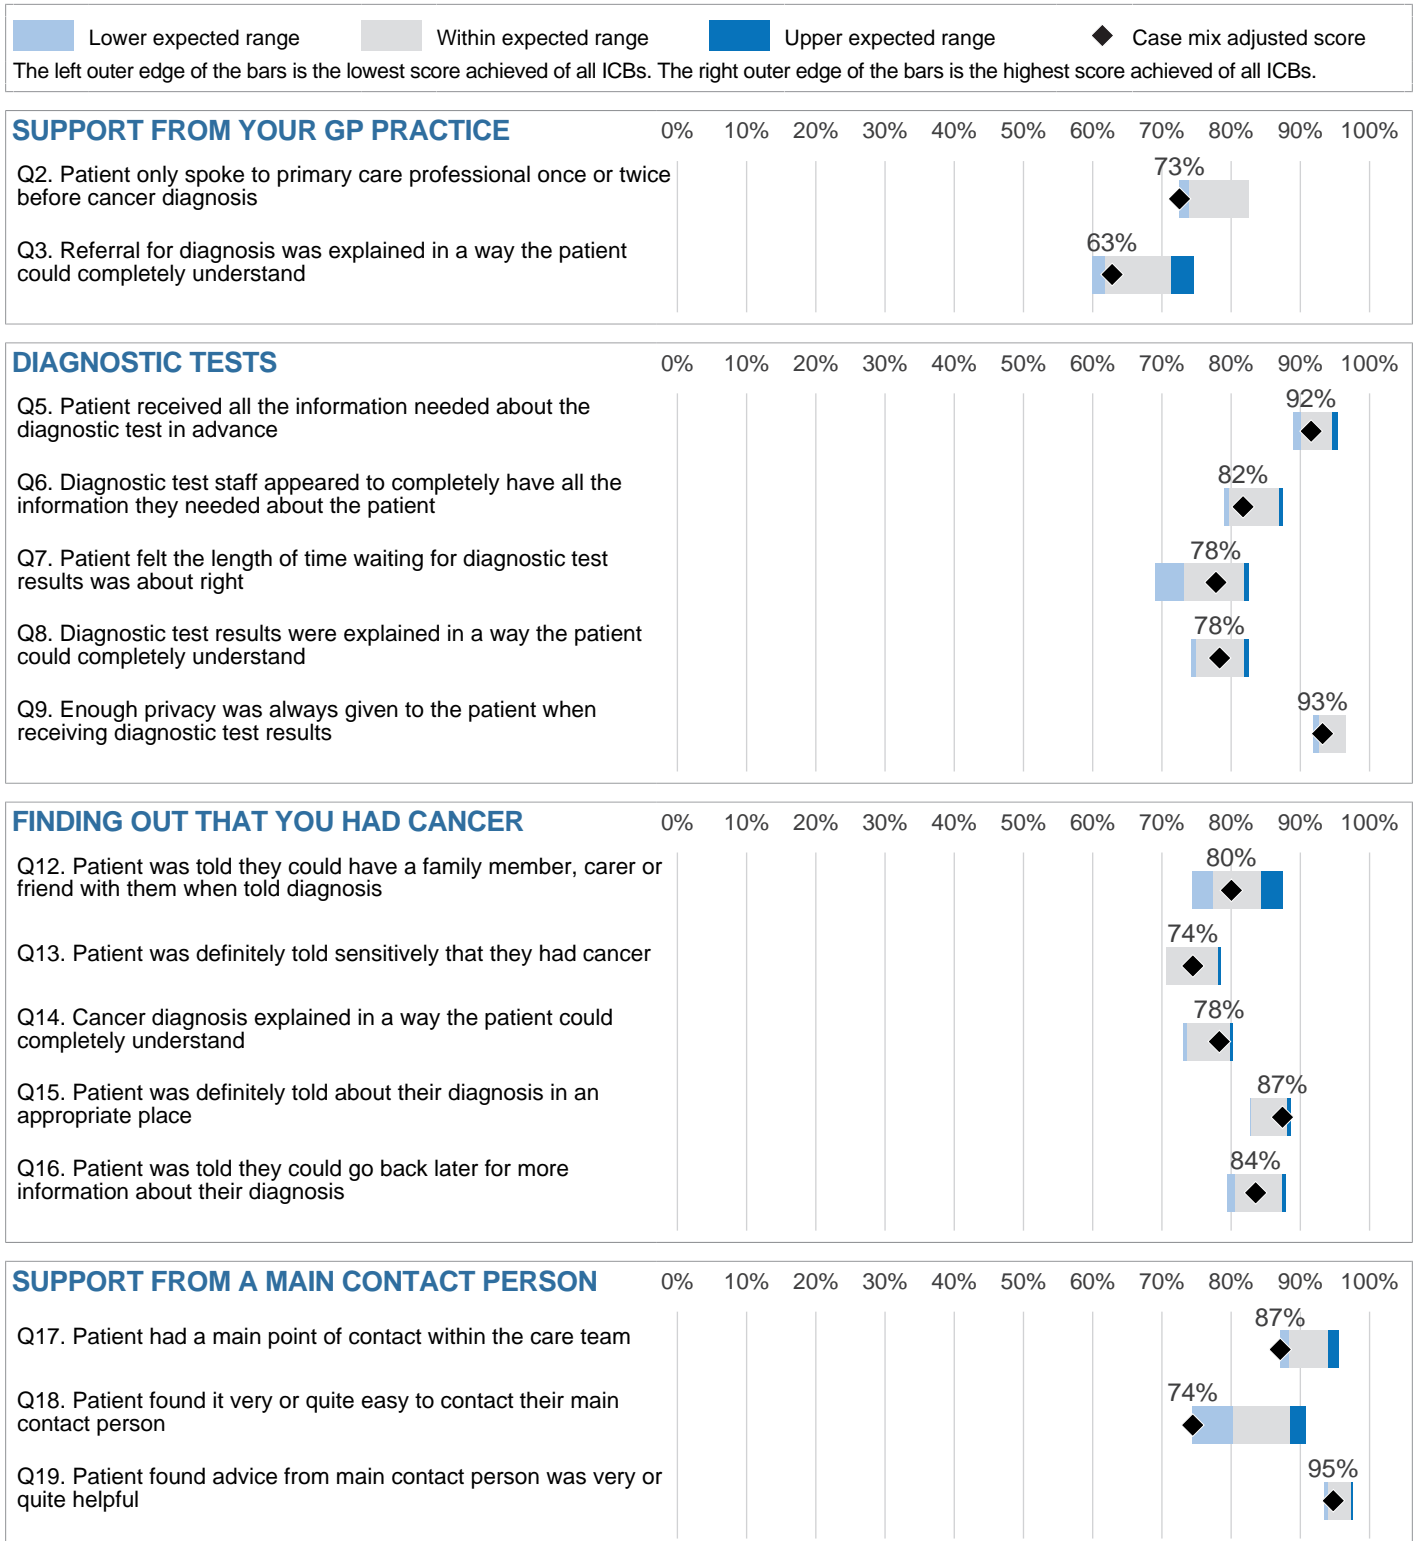 Lower expected range Within expected range Upper expected range Case mix adjusted score
The left outer edge of the bars is the lowest score achieved of all ICBs. The right outer edge of the bars is the highest score achieved of all ICBs.
SUPPORT FROM YOUR GP PRACTICE 0% 10% 20% 30% 40% 50% 60% 70% 80% 90% 100%
73%
Q2. Patient only spoke to primary care professional once or twice
before cancer diagnosis
63%
Q3. Referral for diagnosis was explained in a way the patient
could completely understand
DIAGNOSTIC TESTS 0% 10% 20% 30% 40% 50% 60% 70% 80% 90% 100%
92%
Q5. Patient received all the information needed about the
diagnostic test in advance
82%
Q6. Diagnostic test staff appeared to completely have all the
information they needed about the patient
78%
Q7. Patient felt the length of time waiting for diagnostic test
results was about right
78%
Q8. Diagnostic test results were explained in a way the patient
could completely understand
93%
Q9. Enough privacy was always given to the patient when
receiving diagnostic test results
FINDING OUT THAT YOU HAD CANCER 0% 10% 20% 30% 40% 50% 60% 70% 80% 90% 100%
80%
Q12. Patient was told they could have a family member, carer or
friend with them when told diagnosis
74%
Q13. Patient was definitely told sensitively that they had cancer
78%
Q14. Cancer diagnosis explained in a way the patient could
completely understand
87%
Q15. Patient was definitely told about their diagnosis in an
appropriate place
84%
Q16. Patient was told they could go back later for more
information about their diagnosis
SUPPORT FROM A MAIN CONTACT PERSON 0% 10% 20% 30% 40% 50% 60% 70% 80% 90% 100%
87%
Q17. Patient had a main point of contact within the care team
74%
Q18. Patient found it very or quite easy to contact their main
contact person
95%
Q19. Patient found advice from main contact person was very or
quite helpful